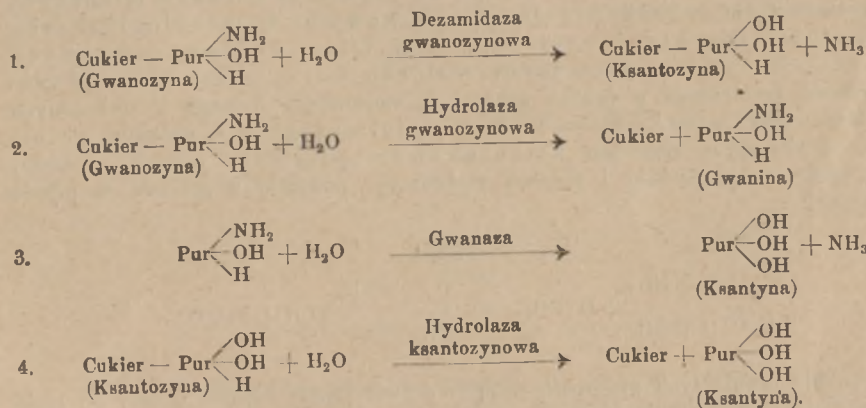 1. Cukier — Pur NH₂ OH H + H₂O Dezamidaza gwanozynowa Cukier — Pur OH OH H + NH₃
(Gwanozyna) (Ksantozyna)
2. Cukier — Pur NH₂ OH H + H₂O Hydrolaza gwanozynowa Cukier + Pur NH₂ OH H
(Gwanozyna) (Gwanina)
3. Pur NH₂ OH H + H₂O Gwanaza Pur OH OH OH + NH₃
(Ksantyna)
4. Cukier — Pur OH OH H + H₂O Hydrolaza ksantozynowa Cukier + Pur OH OH OH
(Ksantozyna) (Ksantyna).